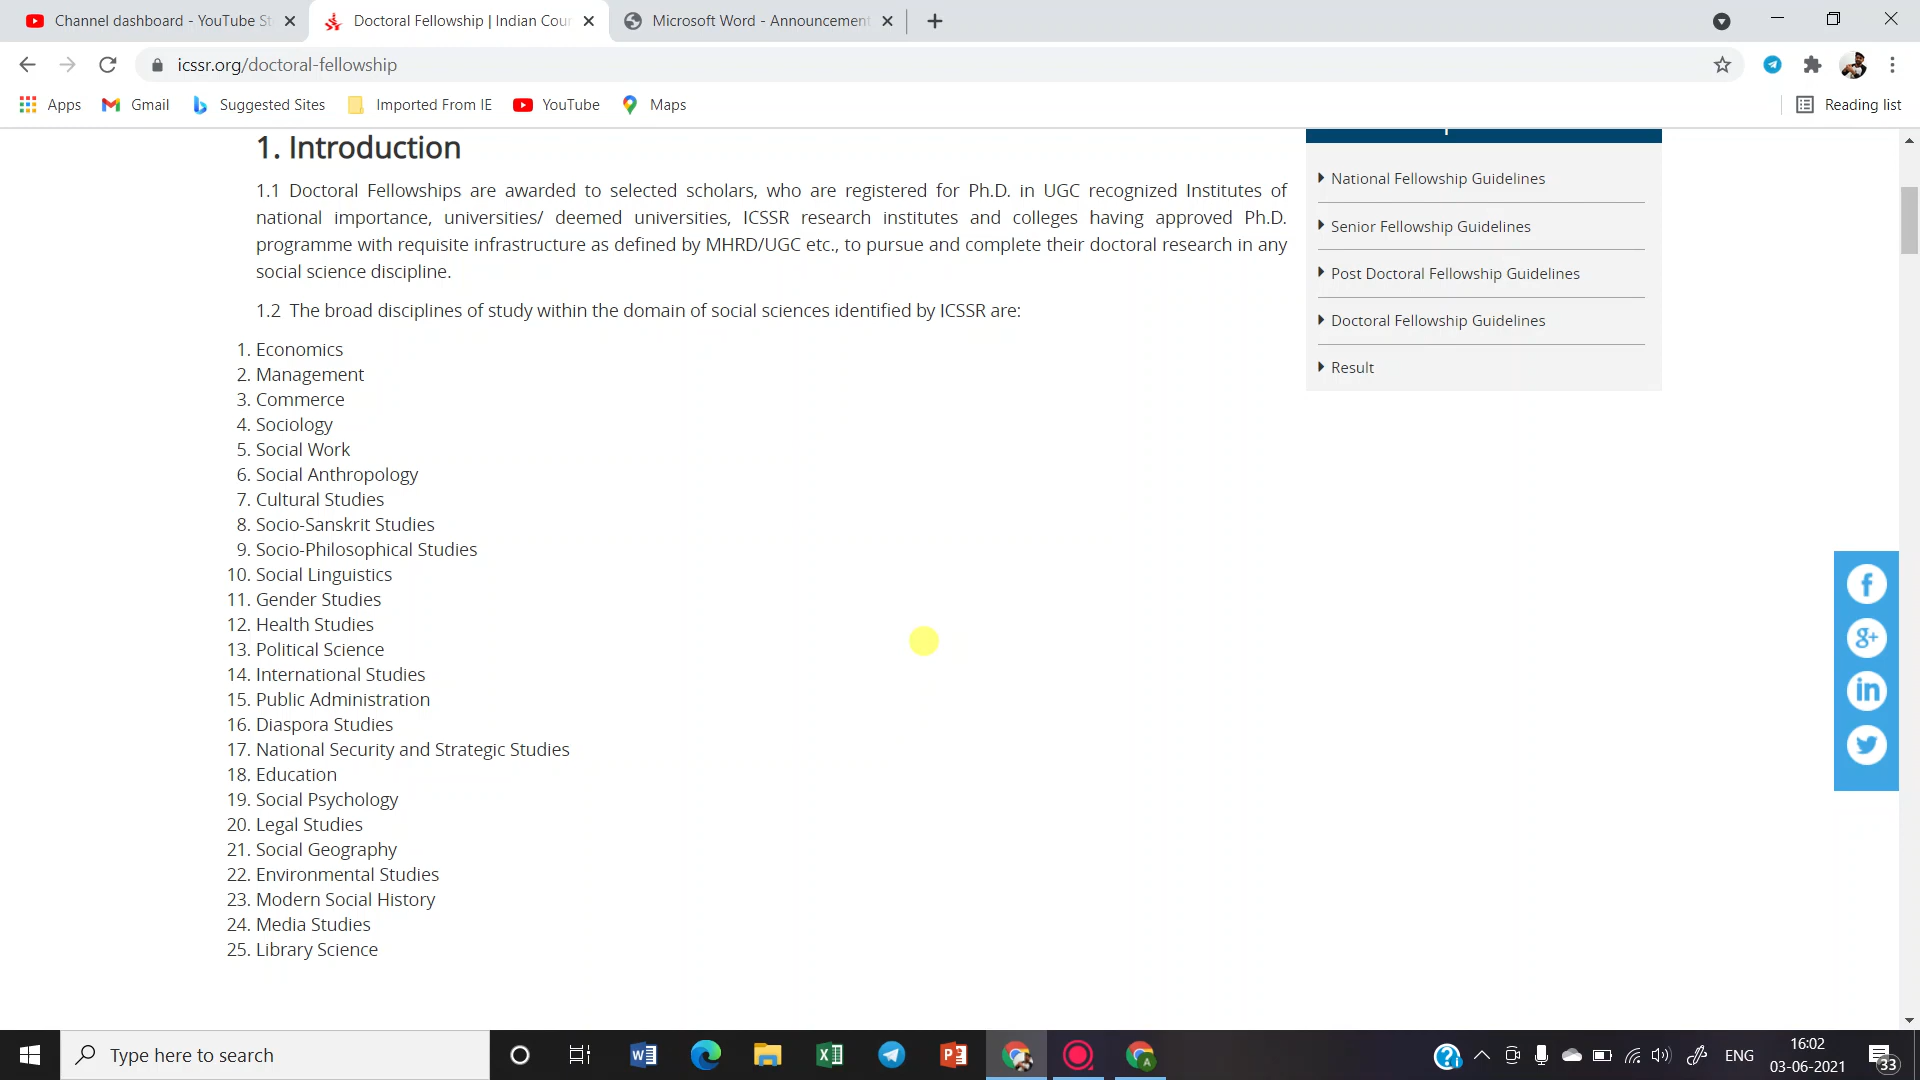 Channel dashboard - YouTube St
Doctoral Fellowship | Indian Coun
Microsoft Word - Announcement
icssr.org/doctoral-fellowship
Apps
Gmail
Suggested Sites
Imported From IE
YouTube
Maps
Reading list
1. Introduction
1.1 Doctoral Fellowships are awarded to selected scholars, who are registered for Ph.D. in UGC recognized Institutes of
national importance, universities/ deemed universities, ICSSR research institutes and colleges having approved Ph.D.
programme with requisite infrastructure as defined by MHRD/UGC etc., to pursue and complete their doctoral research in any
social science discipline.
1.2 The broad disciplines of study within the domain of social sciences identified by ICSSR are:
1. Economics
2. Management
3. Commerce
4. Sociology
5. Social Work
6. Social Anthropology
7. Cultural Studies
8. Socio-Sanskrit Studies
9. Socio-Philosophical Studies
10. Social Linguistics
11. Gender Studies
12. Health Studies
13. Political Science
14. International Studies
15. Public Administration
16. Diaspora Studies
17. National Security and Strategic Studies
18. Education
19. Social Psychology
20. Legal Studies
21. Social Geography
22. Environmental Studies
23. Modern Social History
24. Media Studies
25. Library Science
National Fellowship Guidelines
Senior Fellowship Guidelines
Post Doctoral Fellowship Guidelines
Doctoral Fellowship Guidelines
Result
Type here to search
ENG
16:02
03-06-2021
33